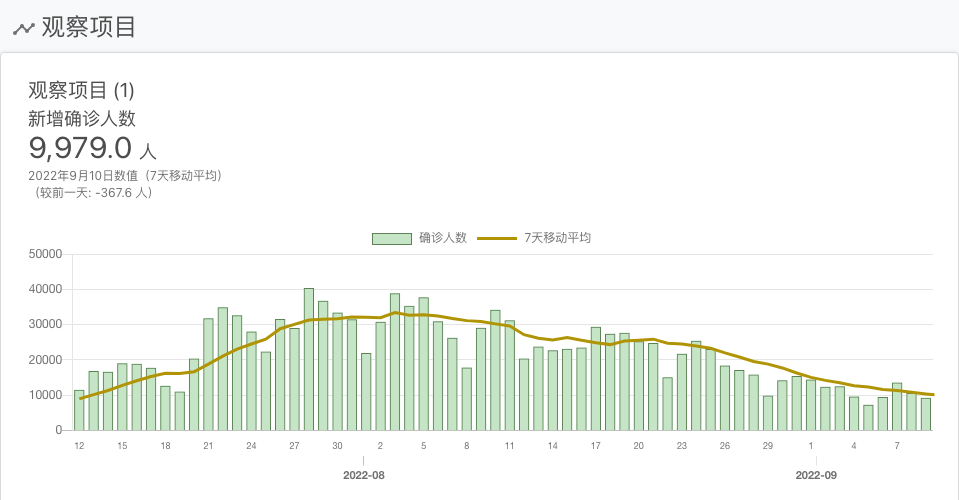 观察项目
观察项目 (1)
新增确诊人数
9,979.0 人
2022年9月10日数值（7天移动平均）
（较前一天: -367.6 人）
确诊人数 7天移动平均
50000
40000
30000
20000
10000
0
12 15 18 21 24 27 30 2 5 8 11 14 17 20 23 26 29 1 4 7
2022-08 2022-09